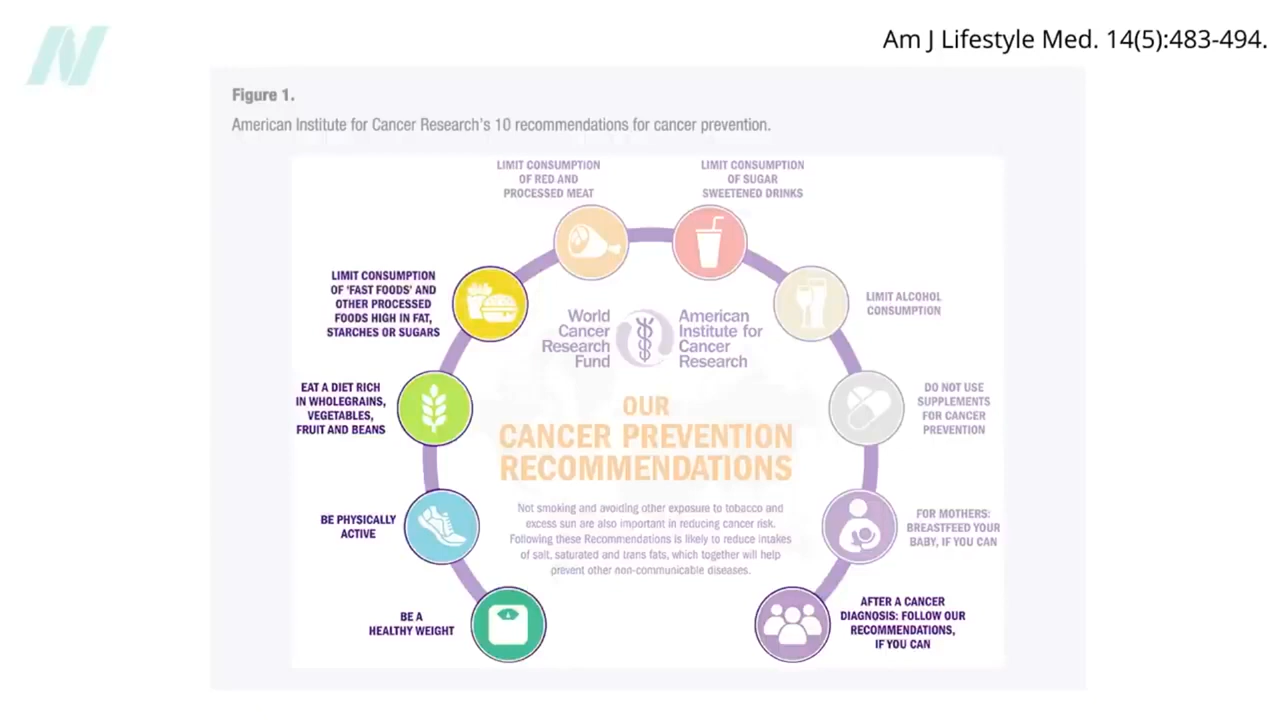 N
Am J Lifestyle Med. 14(5):483-494.
Figure 1.
American Institute for Cancer Research's 10 recommendations for cancer prevention.
LIMIT CONSUMPTION
OF RED AND
PROCESSED MEAT
LIMIT CONSUMPTION
OF SUGAR
SWEETENED DRINKS
LIMIT CONSUMPTION
OF 'FAST FOODS' AND
OTHER PROCESSED
FOODS HIGH IN FAT,
STARCHES OR SUGARS
LIMIT ALCOHOL
CONSUMPTION
World
Cancer
Research
Fund
American
Institute for
Cancer
Research
EAT A DIET RICH
IN WHOLEGRAINS,
VEGETABLES,
FRUIT AND BEANS
DO NOT USE
SUPPLEMENTS
FOR CANCER
PREVENTION
OUR
CANCER PREVENTION
RECOMMENDATIONS
Not smoking and avoiding other exposure to tobacco and
excess sun are also important in reducing cancer risk.
Following these Recommendations is likely to reduce intakes
of salt, saturated and trans fats, which together will help
prevent other non-communicable diseases.
BE PHYSICALLY
ACTIVE
FOR MOTHERS:
BREASTFEED YOUR
BABY, IF YOU CAN
BE A
HEALTHY WEIGHT
AFTER A CANCER
DIAGNOSIS: FOLLOW OUR
RECOMMENDATIONS,
IF YOU CAN